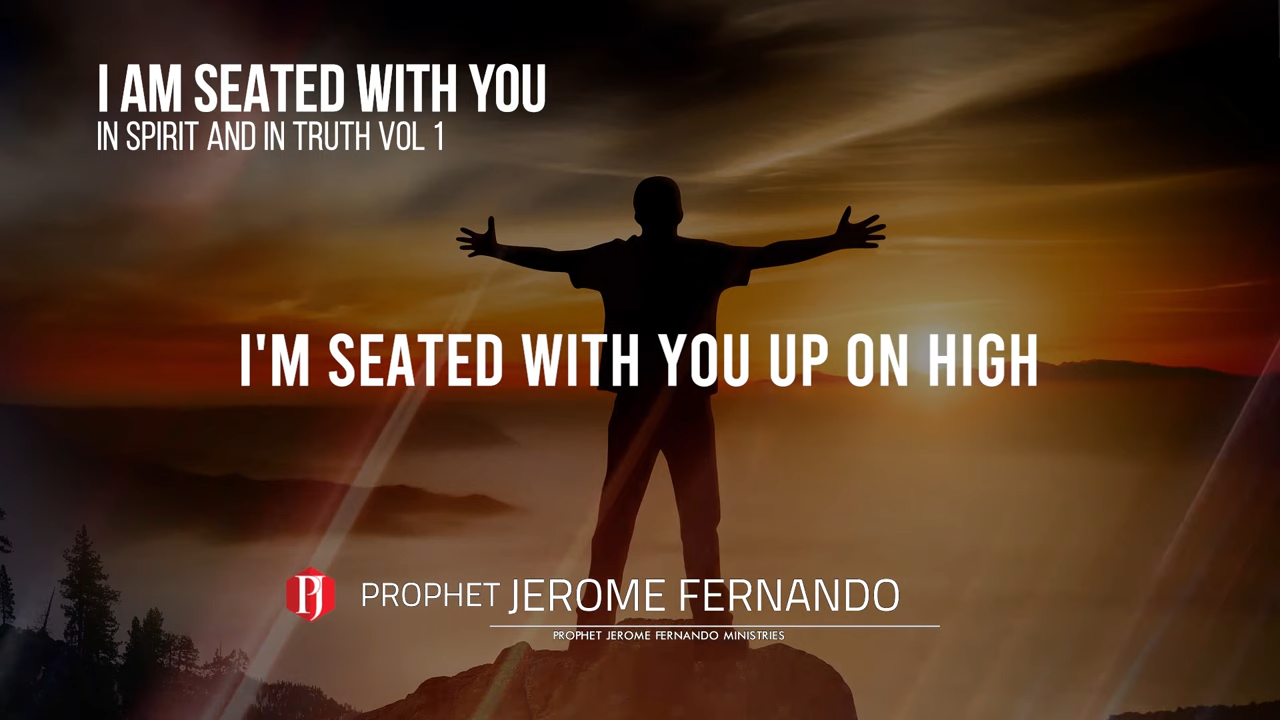 I AM SEATED WITH YOU
IN SPIRIT AND IN TRUTH VOL 1
I'M SEATED WITH YOU UP ON HIGH
PJ PROPHET JEROME FERNANDO
PROPHET JEROME FERNANDO MINISTRIES